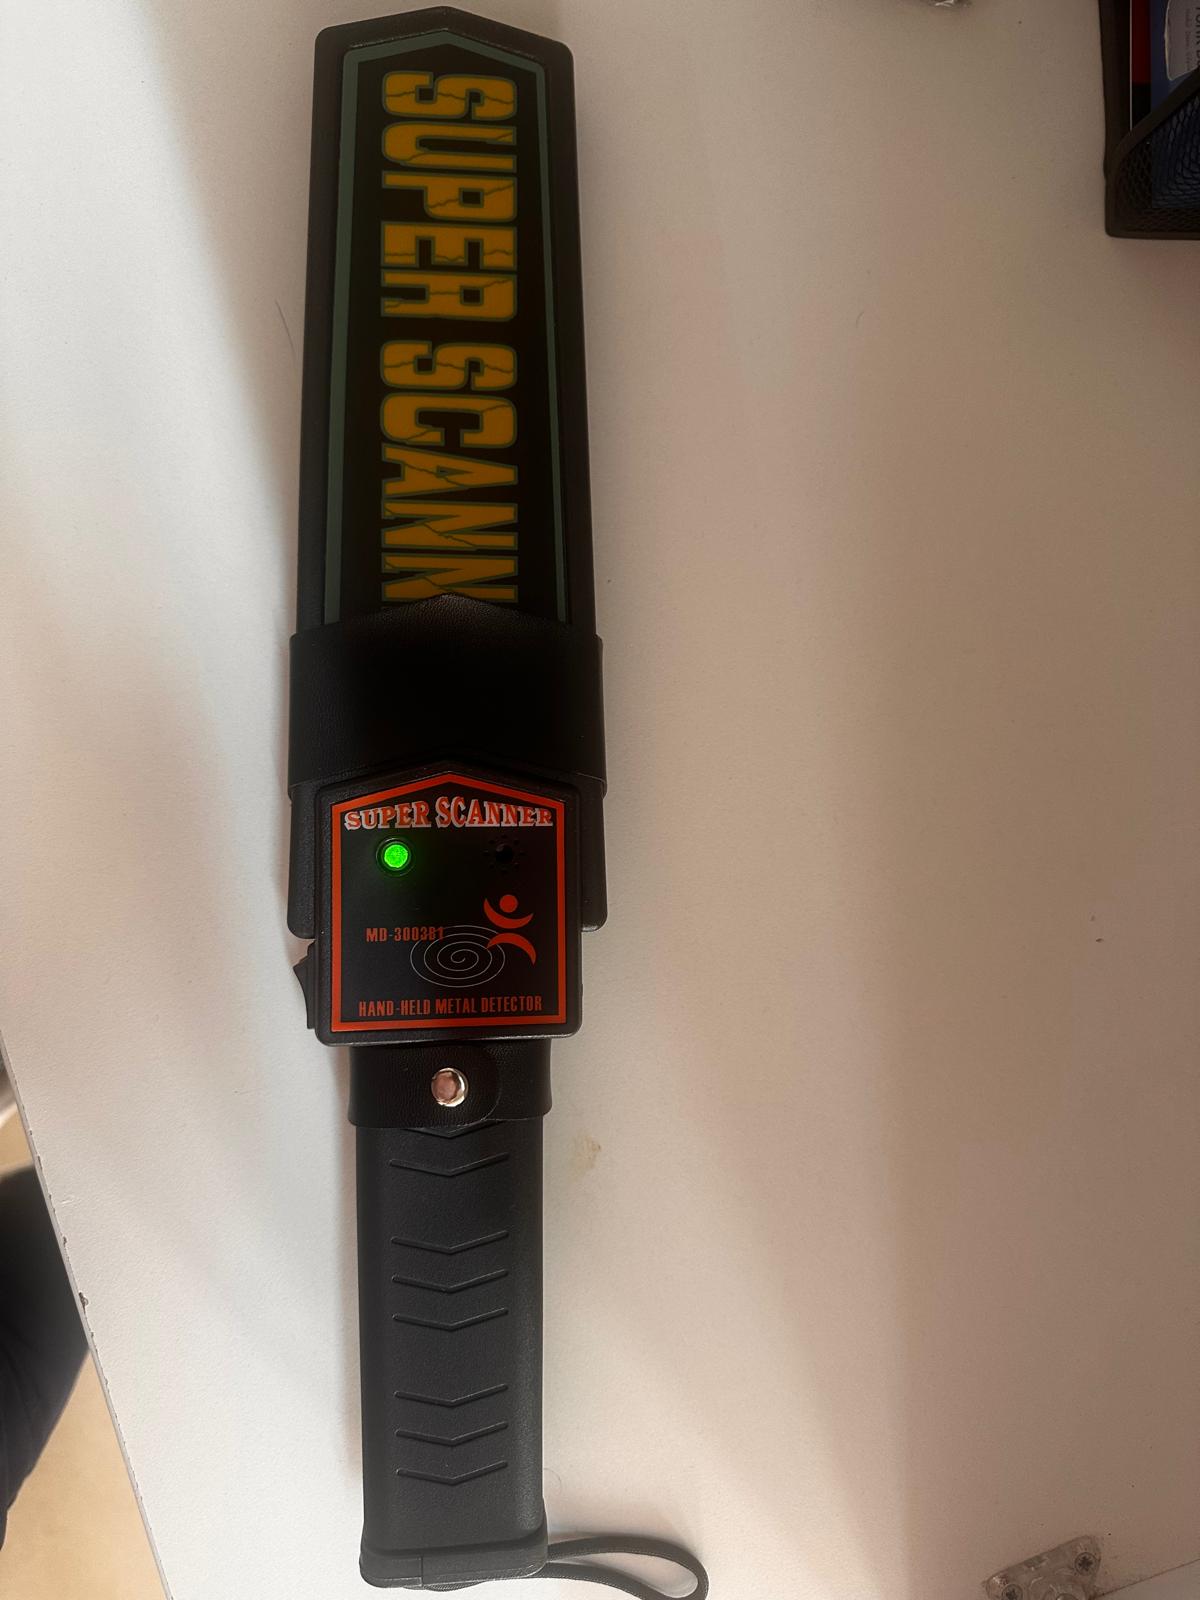 SUPER SCANN
SUPER SCANNER
MD-3003B1
HAND-HELD METAL DETECTOR